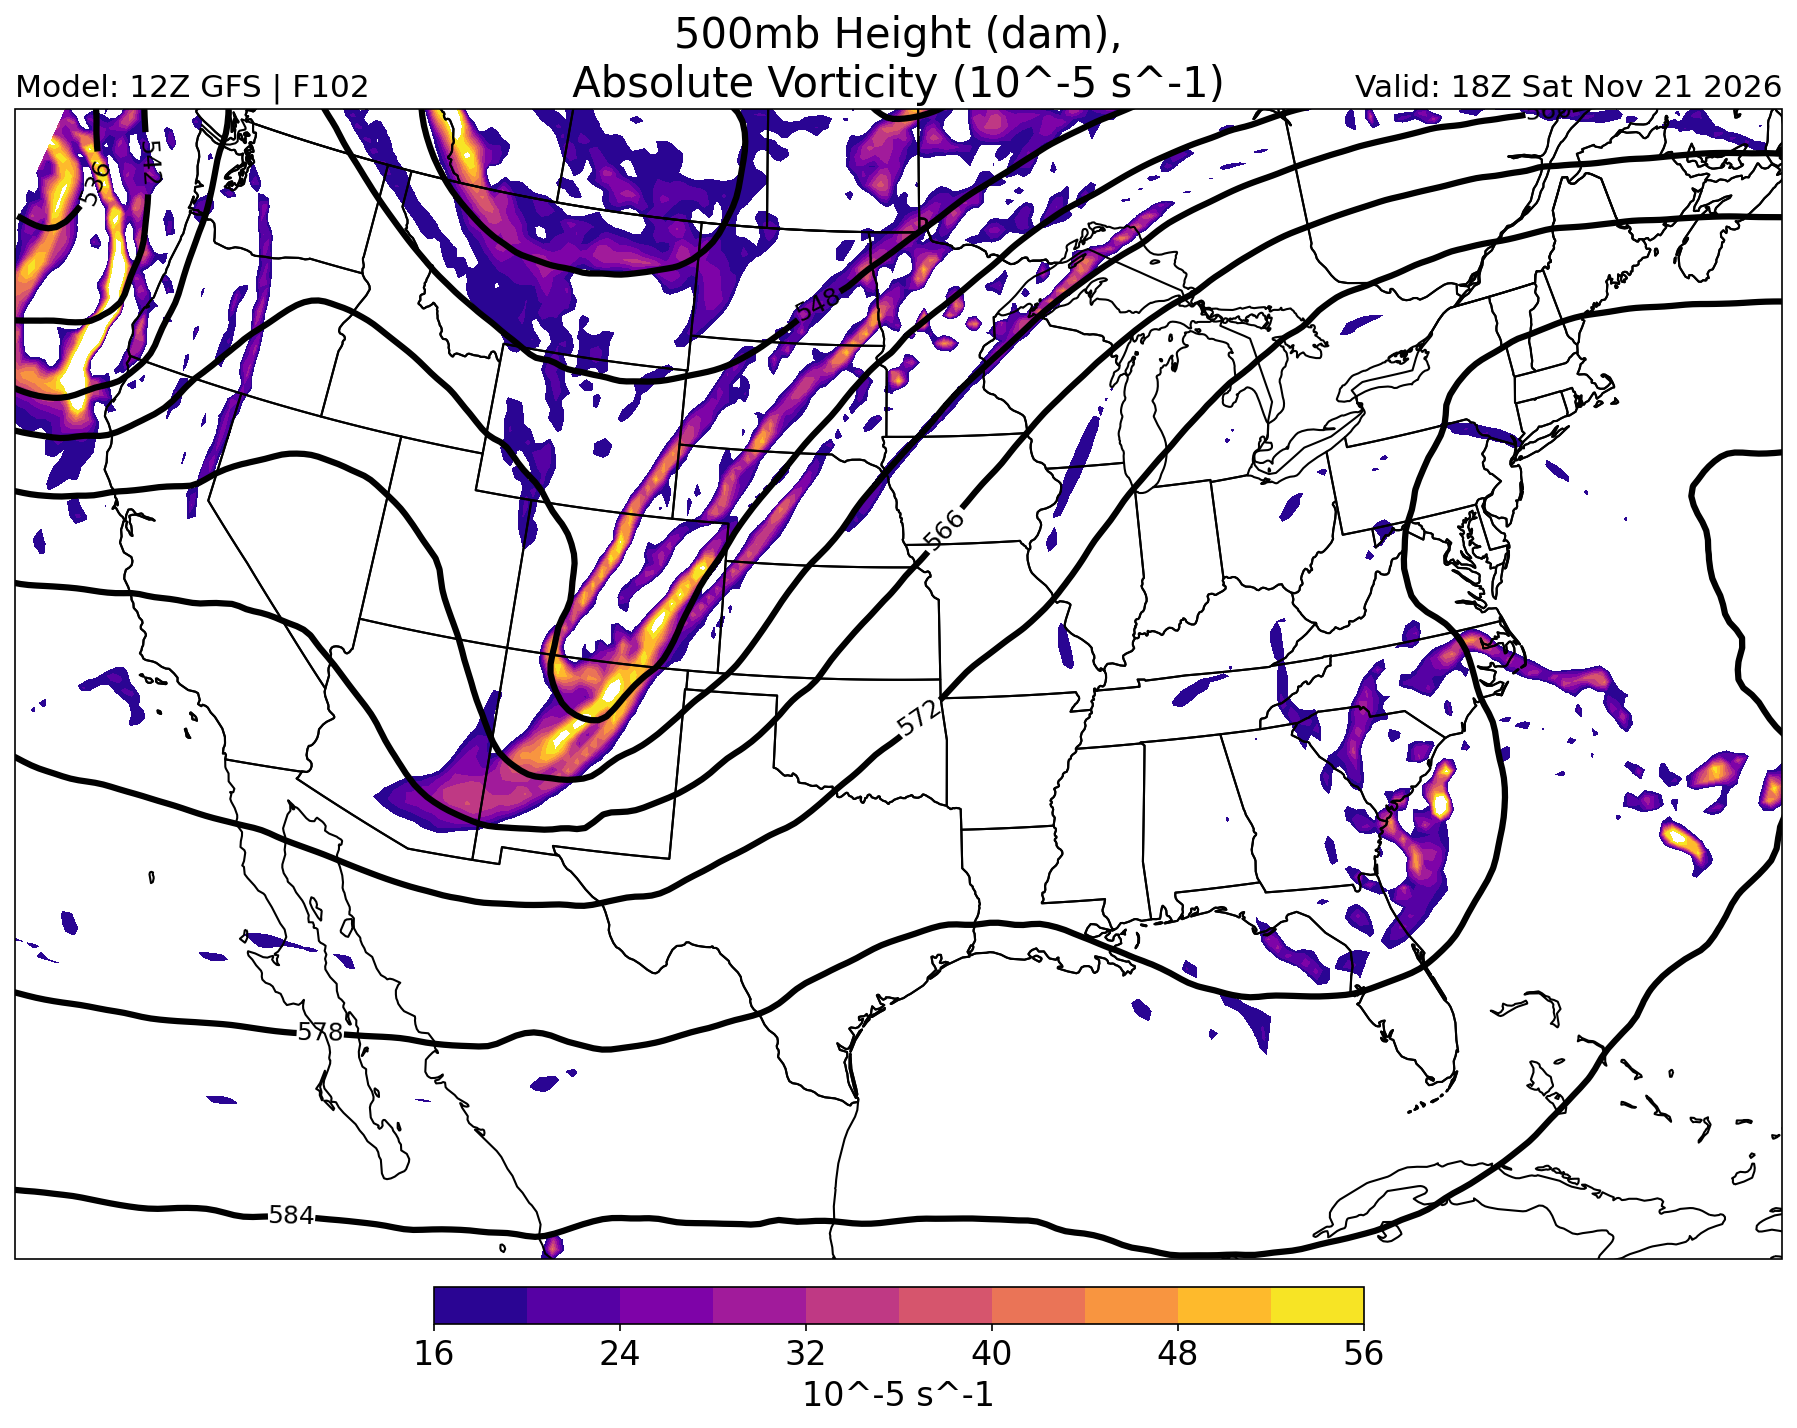 500mb Height (dam),
Model: 12Z GFS | F102
Absolute Vorticity (10^-5 s^-1)
Valid: 18Z Sat Nov 21 2026
536
542
548
566
572
578
584
16
24
32
40
48
56
10^-5 s^-1